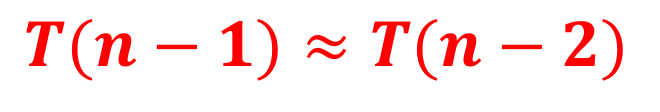 T(n − 1) ≈ T(n − 2)